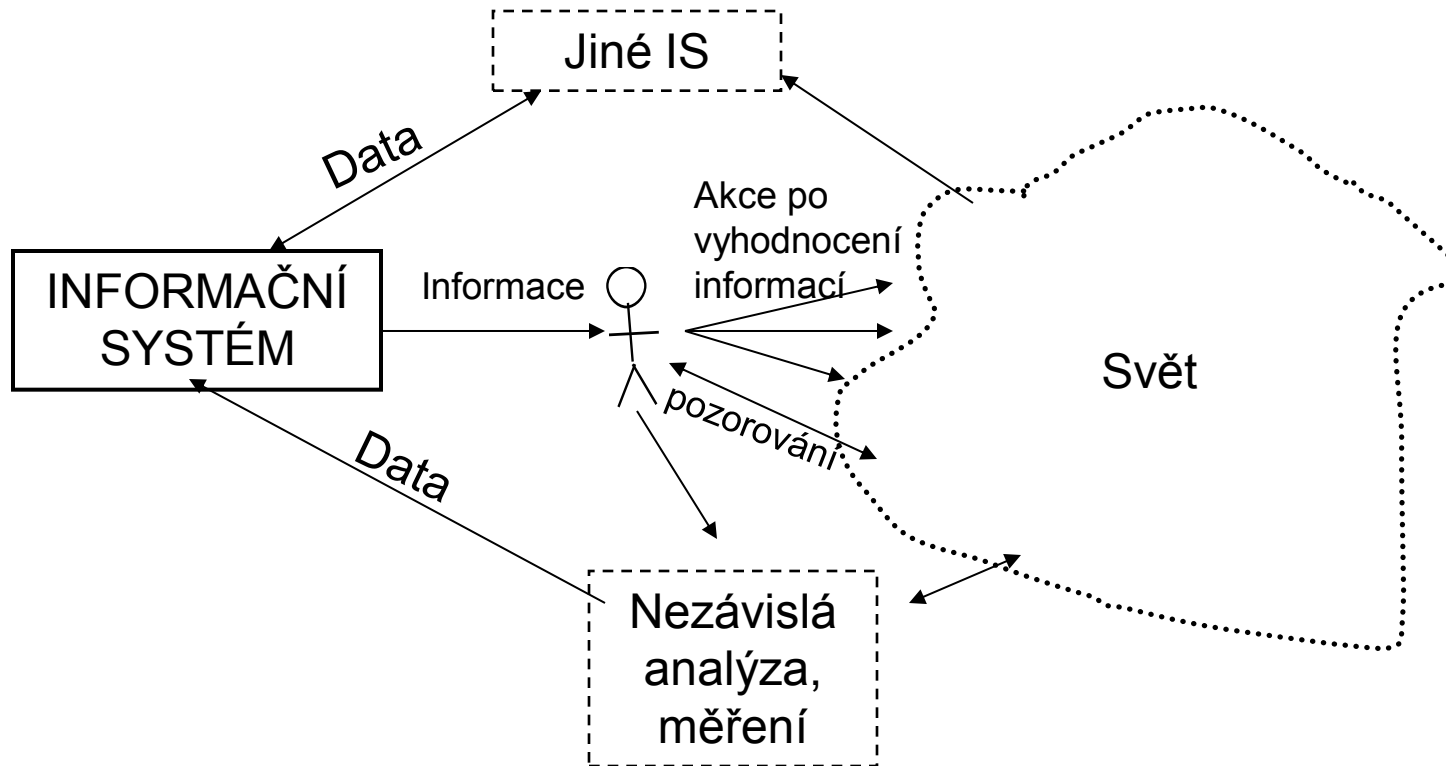 Jiné IS
Data
Akce po
vyhodnocení
informací
INFORMAČNÍ
SYSTÉM
Informace
Svět
pozorování
Data
Nezávislá
analýza,
měření